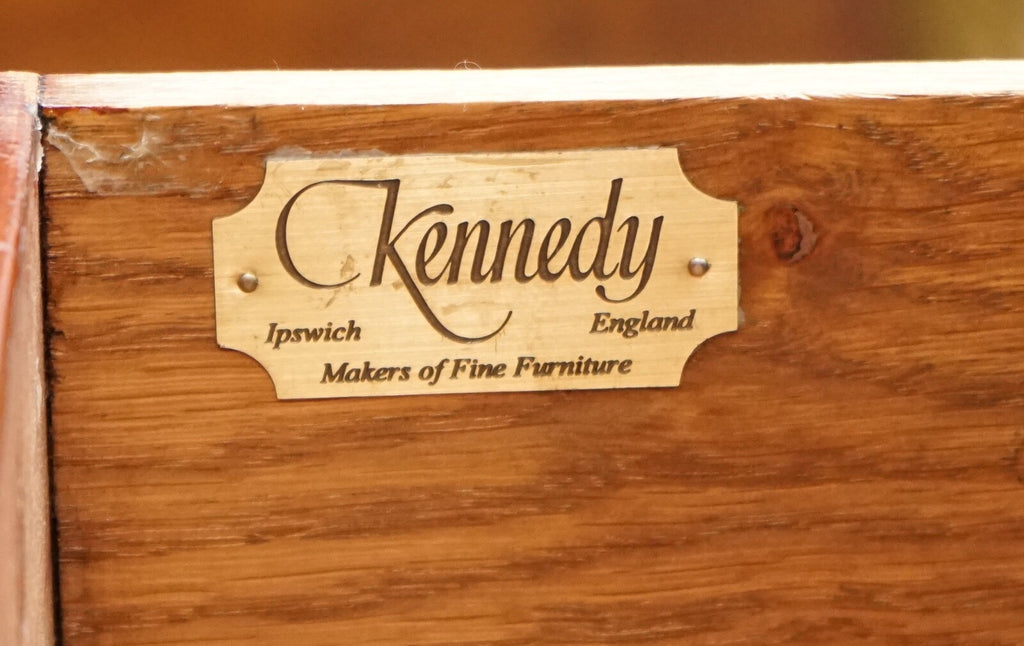 Kennedy
Ipswich England
Makers of Fine Furniture